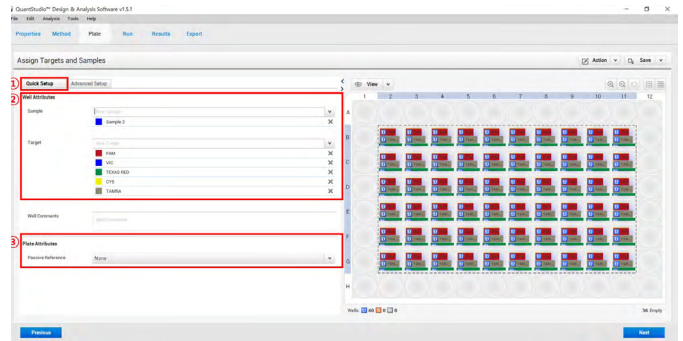 QuantStudio™ Design & Analysis Software v1.5.1
File Edit Analysis Tools Help
Properties Method Plate Run Results Export
Assign Targets and Samples
Action Save
① Quick Setup Advanced Setup
View
② Well Attributes
1 2 3 4 5 6 7 8 9 10 11 12
Sample
Sample 2
Target
FAM
VIC
TEXAS RED
CY5
TAMRA
A
B
C
D
E
F
G
H
Well Comments
③ Plate Attributes
Passive Reference None
Wells: U 60 S 0 N 0 36 Empty
Previous Next